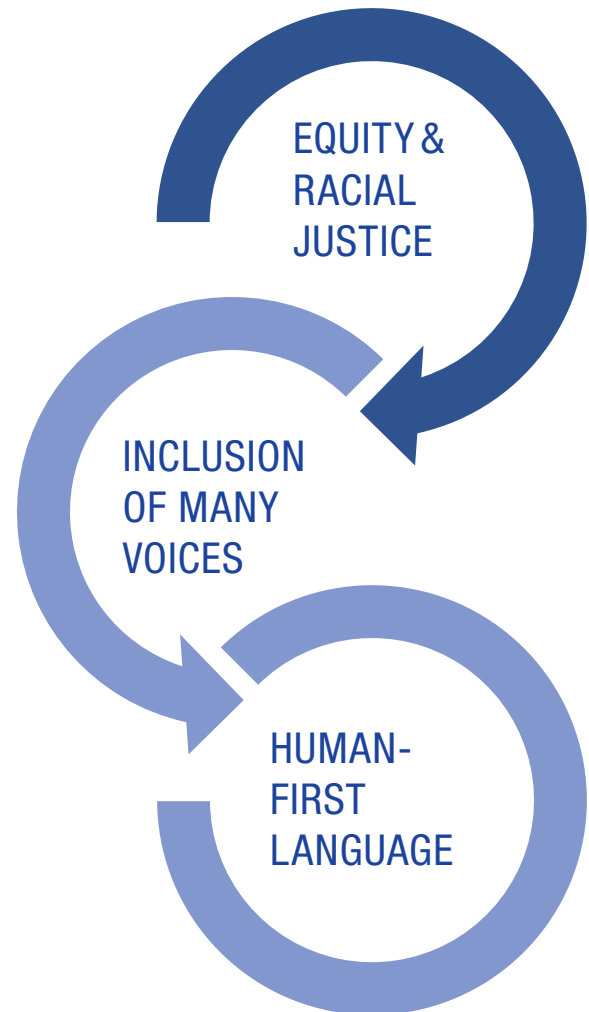 EQUITY &
RACIAL
JUSTICE
INCLUSION
OF MANY
VOICES
HUMAN-
FIRST
LANGUAGE